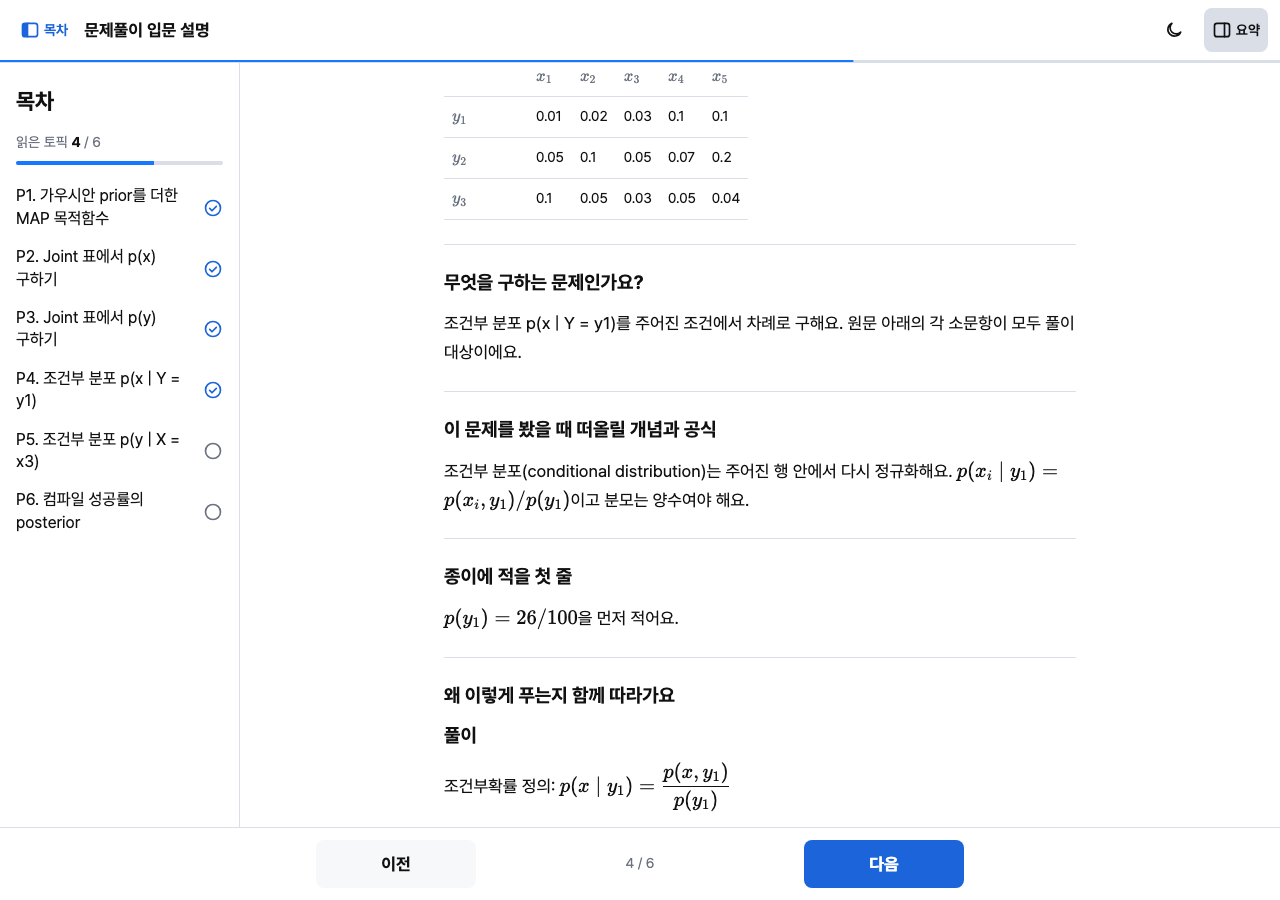 목차 문제풀이 입문 설명 요약
목차
읽은 토픽 4 / 6
P1. 가우시안 prior를 더한
MAP 목적함수
P2. Joint 표에서 p(x)
구하기
P3. Joint 표에서 p(y)
구하기
P4. 조건부 분포 p(x | Y =
y1)
P5. 조건부 분포 p(y | X =
x3)
P6. 컴파일 성공률의
posterior
x₁ x₂ x₃ x₄ x₅
y₁ 0.01 0.02 0.03 0.1 0.1
y₂ 0.05 0.1 0.05 0.07 0.2
y₃ 0.1 0.05 0.03 0.05 0.04
무엇을 구하는 문제인가요?
조건부 분포 p(x | Y = y1)를 주어진 조건에서 차례로 구해요. 원문 아래의 각 소문항이 모두 풀이
대상이에요.
이 문제를 봤을 때 떠올릴 개념과 공식
조건부 분포(conditional distribution)는 주어진 행 안에서 다시 정규화해요. p(xᵢ | y₁) =
p(xᵢ, y₁)/p(y₁)이고 분모는 양수여야 해요.
종이에 적을 첫 줄
p(y₁) = 26/100을 먼저 적어요.
왜 이렇게 푸는지 함께 따라가요
풀이
조건부확률 정의: p(x | y₁) = p(x, y₁) / p(y₁)
이전 4 / 6 다음